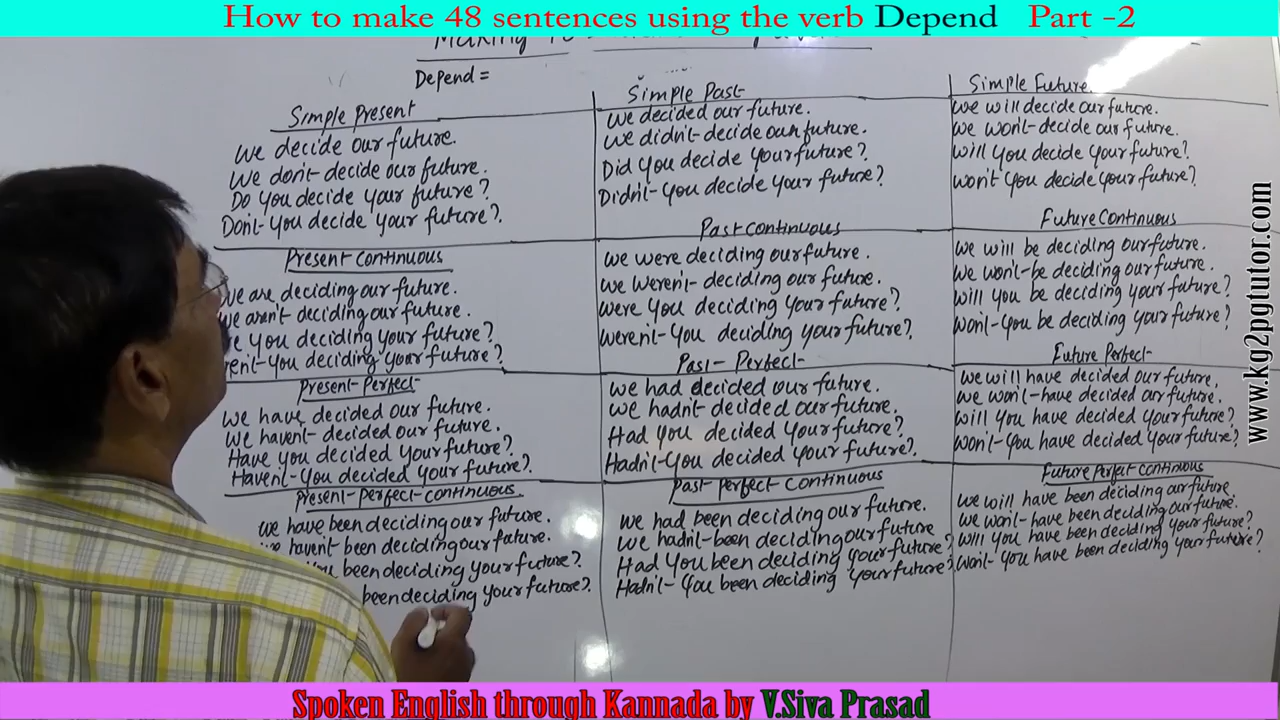 How to make 48 sentences using the verb Depend Part -2
Making
Depend =
Simple Present
We decide our future.
We don't decide our future.
Do you decide your future?
Don't you decide your future?
Present Continuous
We are deciding our future.
We aren't deciding our future.
you deciding your future?
you deciding your future?
Present Perfect
We have decided our future.
We haven't decided our future.
Have you decided your future?
Haven't you decided your future?
Present Perfect continuous
We have been deciding our future.
haven't been deciding our future.
you been deciding your future?
been deciding your future?
Simple Past
We decided our future.
We didn't decide our future.
Did you decide your future?
Didn't you decide your future?
Past continuous
We were deciding our future.
We weren't deciding our future.
Were you deciding your future?
Weren't you deciding your future?
Past Perfect
We had decided our future.
We hadn't decided our future.
Had you decided your future?
Hadn't you decided your future?
Past perfect continuous
We had been deciding our future.
We hadn't been deciding our future
Had you been deciding your future?
Hadn't you been deciding your future?
Simple Future
We will decide our future.
We won't decide our future.
Will you decide your future?
Won't you decide your future?
Future Continuous
We will be deciding our future.
We won't be deciding our future.
Will you be deciding your future?
Won't you be deciding your future?
Future Perfect
We will have decided our future.
We won't have decided our future.
Will you have decided your future?
Won't you have decided your future?
Future Perfect continuous
We will have been deciding our future.
We won't have been deciding our future.
Will you have been deciding your future?
Won't you have been deciding your future?
www.kg2pgtutor.com
Spoken English through Kannada by V.Siva Prasad